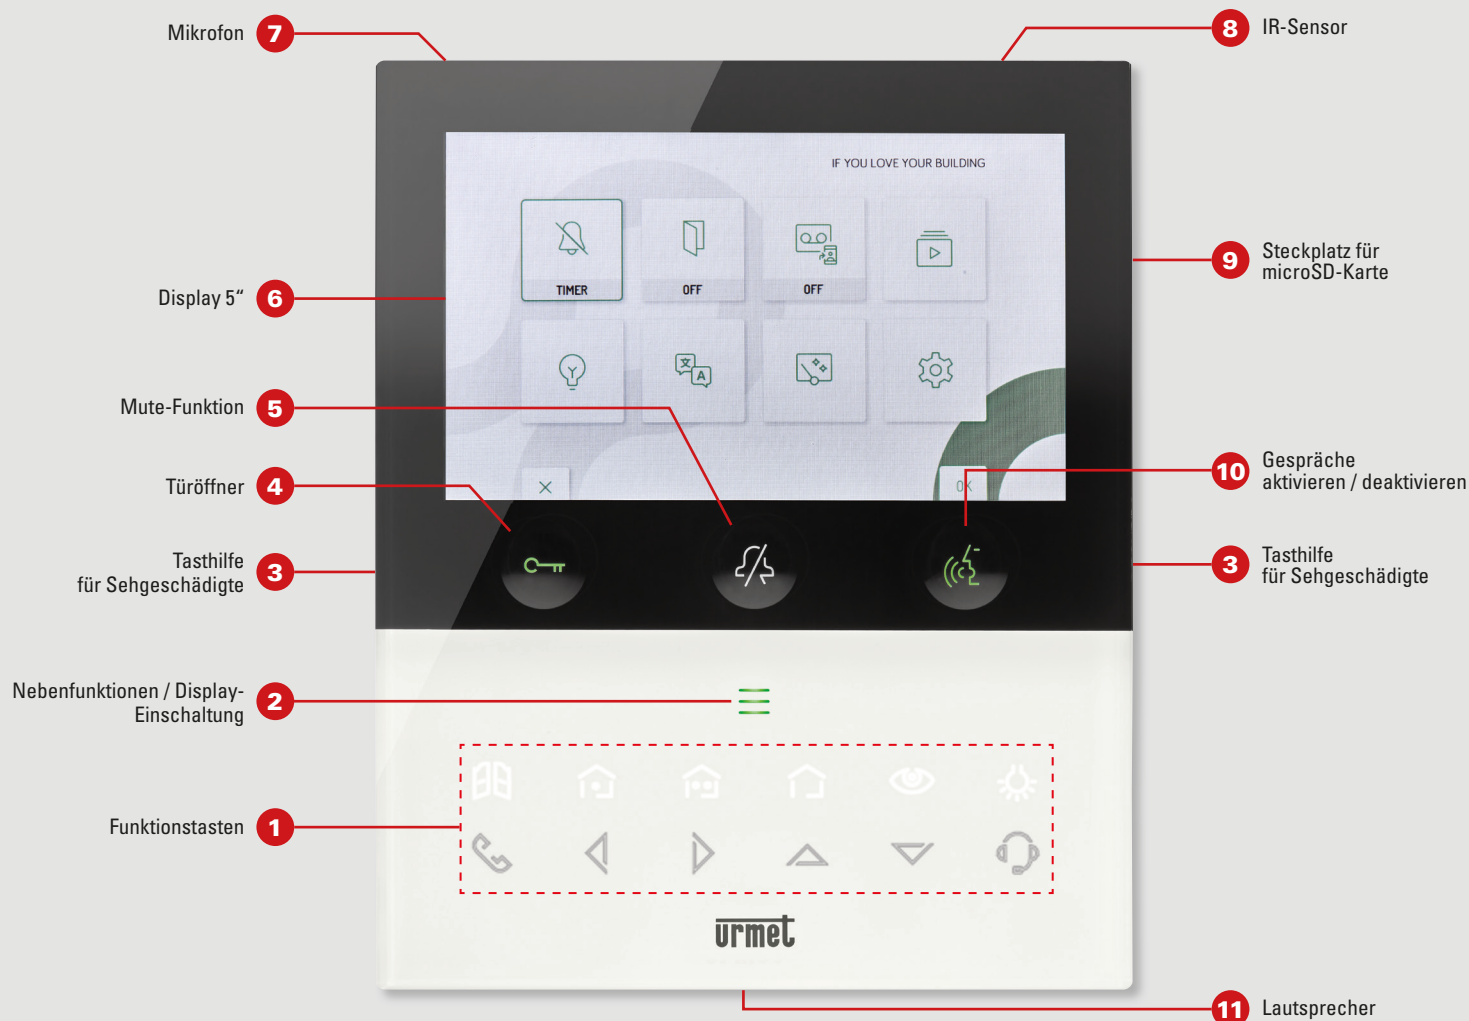 Mikrofon 7
8 IR-Sensor
IF YOU LOVE YOUR BUILDING
9 Steckplatz für
microSD-Karte
Display 5“ 6
TIMER
OFF
OFF
文 A
Mute-Funktion 5
Türöffner 4
OK
10 Gespräche
aktivieren / deaktivieren
Tasthilfe
für Sehgeschädigte 3
3 Tasthilfe
für Sehgeschädigte
Nebenfunktionen / Display-
Einschaltung 2
Funktionstasten 1
urmet
11 Lautsprecher